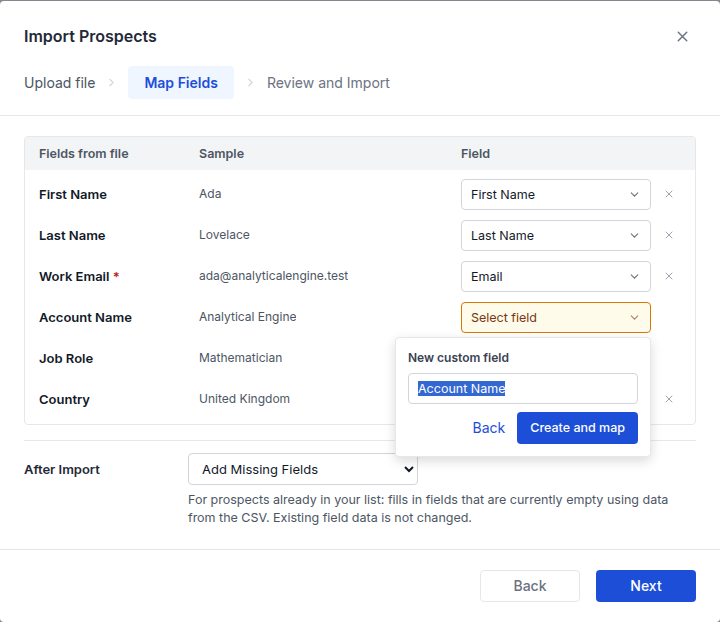 Import Prospects
Upload file
Map Fields
Review and Import
Fields from file Sample Field
First Name Ada First Name
Last Name Lovelace Last Name
Work Email * ada@analyticalengine.test Email
Account Name Analytical Engine Select field
Job Role Mathematician
Country United Kingdom
New custom field
Account Name
Back Create and map
After Import Add Missing Fields
For prospects already in your list: fills in fields that are currently empty using data
from the CSV. Existing field data is not changed.
Back Next